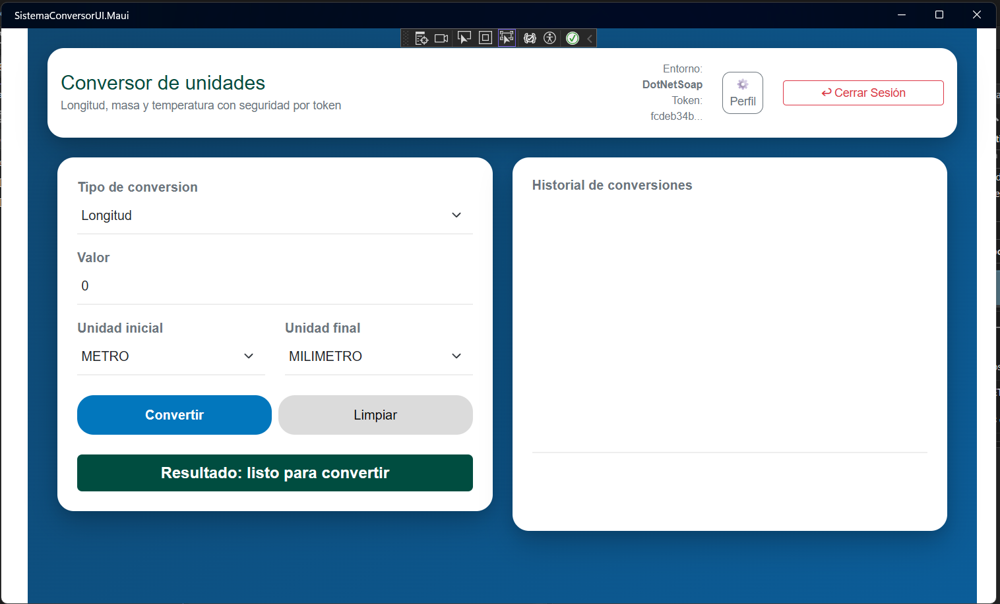 SistemaConversorUI.Maui
Conversor de unidades
Longitud, masa y temperatura con seguridad por token
Entorno:
DotNetSoap
Token:
fcdeb34b...
Perfil
Cerrar Sesión
Tipo de conversion
Longitud
Valor
0
Unidad inicial
Unidad final
METRO
MILIMETRO
Convertir
Limpiar
Resultado: listo para convertir
Historial de conversiones